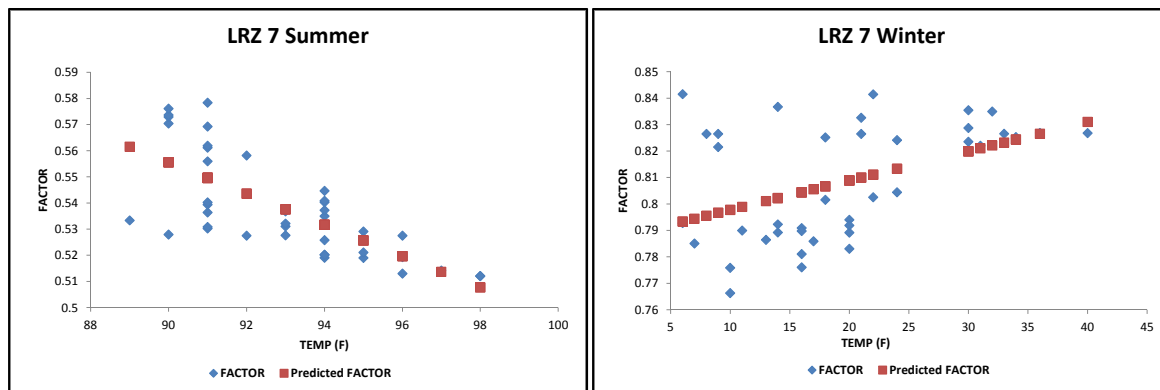 LRZ 7 Summer
0.59
0.58
0.57
0.56
0.55
0.54
0.53
0.52
0.51
0.5
FACTOR
88 90 92 94 96 98 100
TEMP (F)
FACTOR Predicted FACTOR
LRZ 7 Winter
0.85
0.84
0.83
0.82
0.81
0.8
0.79
0.78
0.77
0.76
FACTOR
5 10 15 20 25 30 35 40 45
TEMP (F)
FACTOR Predicted FACTOR